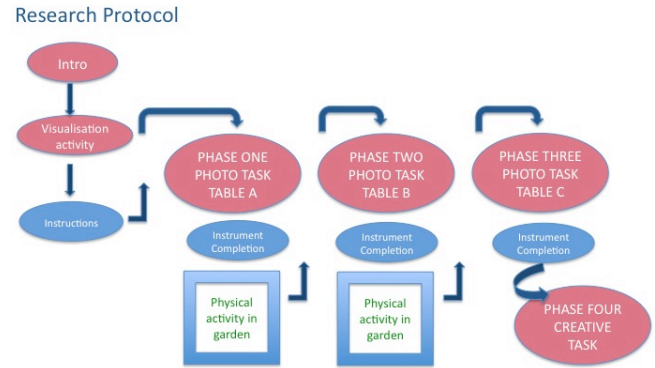 Research Protocol
Intro
Visualisation
activity
Instructions
PHASE ONE
PHOTO TASK
TABLE A
Instrument
Completion
Physical
activity in
garden
PHASE TWO
PHOTO TASK
TABLE B
Instrument
Completion
Physical
activity in
garden
PHASE THREE
PHOTO TASK
TABLE C
Instrument
Completion
PHASE FOUR
CREATIVE
TASK